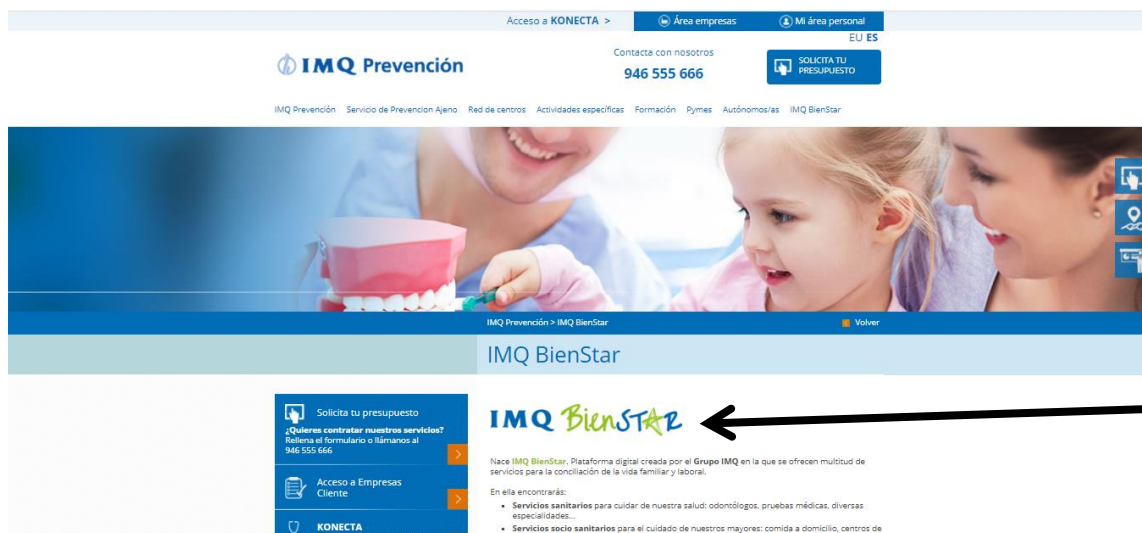 Acceso a KONECTA >
Área empresas
Mi área personal
EU ES
IMQ Prevención
Contacta con nosotros
946 555 666
SOLICITA TU
PRESUPUESTO
IMQ Prevención Servicio de Prevencion Ajeno Red de centros Actividades específicas Formación Pymes Autónomos/as IMQ BienStar
IMQ Prevención > IMQ BienStar
Volver
IMQ BienStar
Solicita tu presupuesto
¿Quieres contratar nuestros servicios?
Rellena el formulario o llámanos al
946 555 666
Acceso a Empresas
Cliente
KONECTA
IMQ BienSTAR
Nace IMQ BienStar. Plataforma digital creada por el Grupo IMQ en la que se ofrecen multitud de
servicios para la conciliación de la vida familiar y laboral.
En ella encontrarás:
• Servicios sanitarios para cuidar de nuestra salud: odontólogos, pruebas médicas, diversas
especialidades...
• Servicios socio sanitarios para el cuidado de nuestros mayores: comida a domicilio, centros de